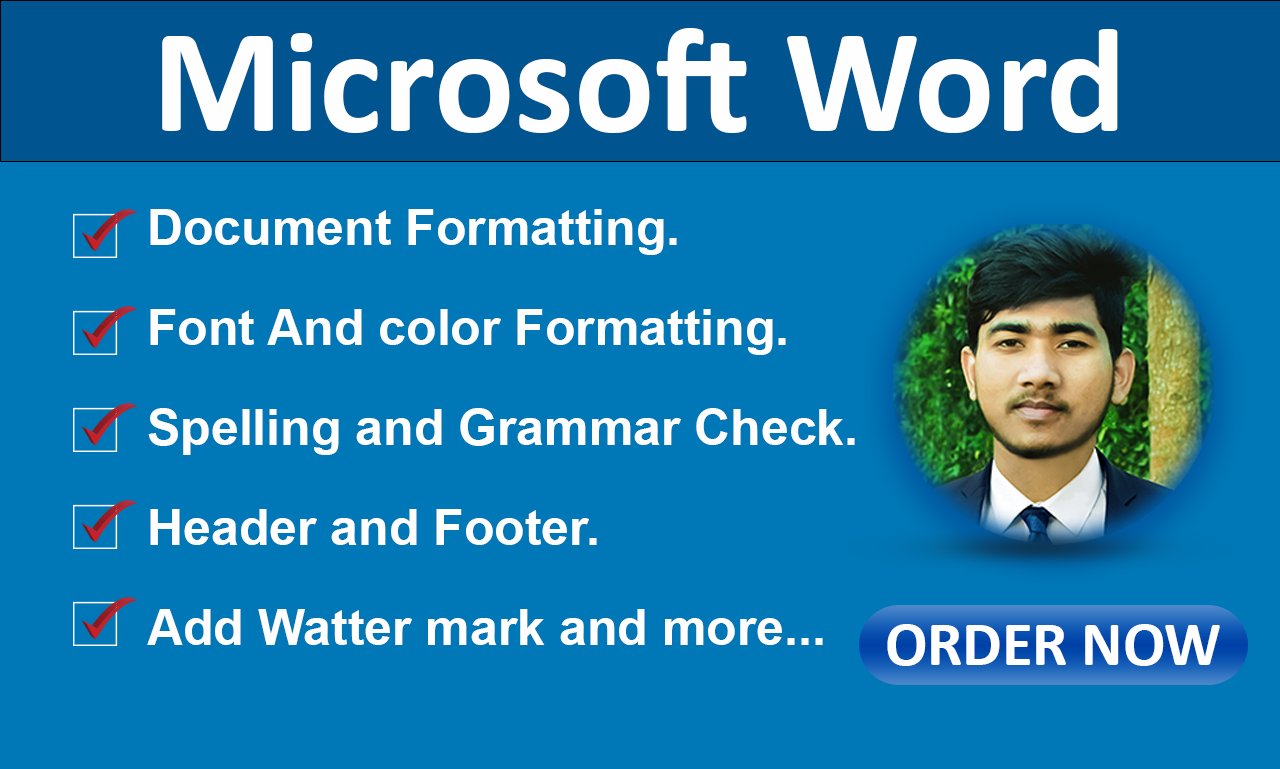 Microsoft Word
Document Formatting.
Font And color Formatting.
Spelling and Grammar Check.
Header and Footer.
Add Watter mark and more...
ORDER NOW